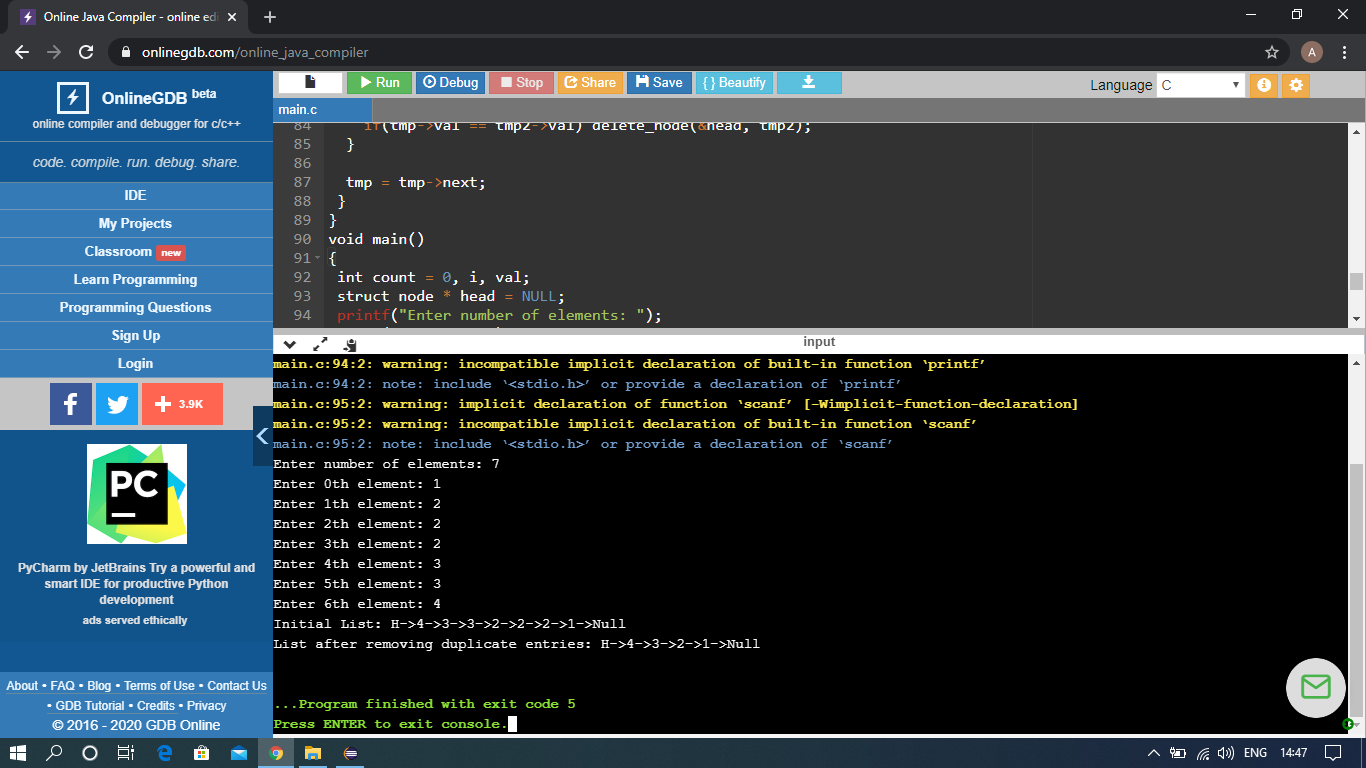 Online Java Compiler - online edi
onlinegdb.com/online_java_compiler
A
OnlineGDB beta
online compiler and debugger for c/c++
code. compile. run. debug. share.
IDE
My Projects
Classroom new
Learn Programming
Programming Questions
Sign Up
Login
f
+ 3.9K
PC
PyCharm by JetBrains Try a powerful and
smart IDE for productive Python
development
ads served ethically
About • FAQ • Blog • Terms of Use • Contact Us
• GDB Tutorial • Credits • Privacy
© 2016 - 2020 GDB Online
Run Debug Stop Share Save { } Beautify
Language C
main.c
84 if(tmp->val == tmp2->val) delete_node(&head, tmp2);
85 }
86
87 tmp = tmp->next;
88 }
89 }
90 void main()
91 {
92 int count = 0, i, val;
93 struct node * head = NULL;
94 printf("Enter number of elements: ");
input
main.c:94:2: warning: incompatible implicit declaration of built-in function ‘printf’
main.c:94:2: note: include ‘<stdio.h>’ or provide a declaration of ‘printf’
main.c:95:2: warning: implicit declaration of function ‘scanf’ [-Wimplicit-function-declaration]
main.c:95:2: warning: incompatible implicit declaration of built-in function ‘scanf’
main.c:95:2: note: include ‘<stdio.h>’ or provide a declaration of ‘scanf’
Enter number of elements: 7
Enter 0th element: 1
Enter 1th element: 2
Enter 2th element: 2
Enter 3th element: 2
Enter 4th element: 3
Enter 5th element: 3
Enter 6th element: 4
Initial List: H->4->3->3->2->2->2->1->Null
List after removing duplicate entries: H->4->3->2->1->Null
...Program finished with exit code 5
Press ENTER to exit console.
ENG 14:47